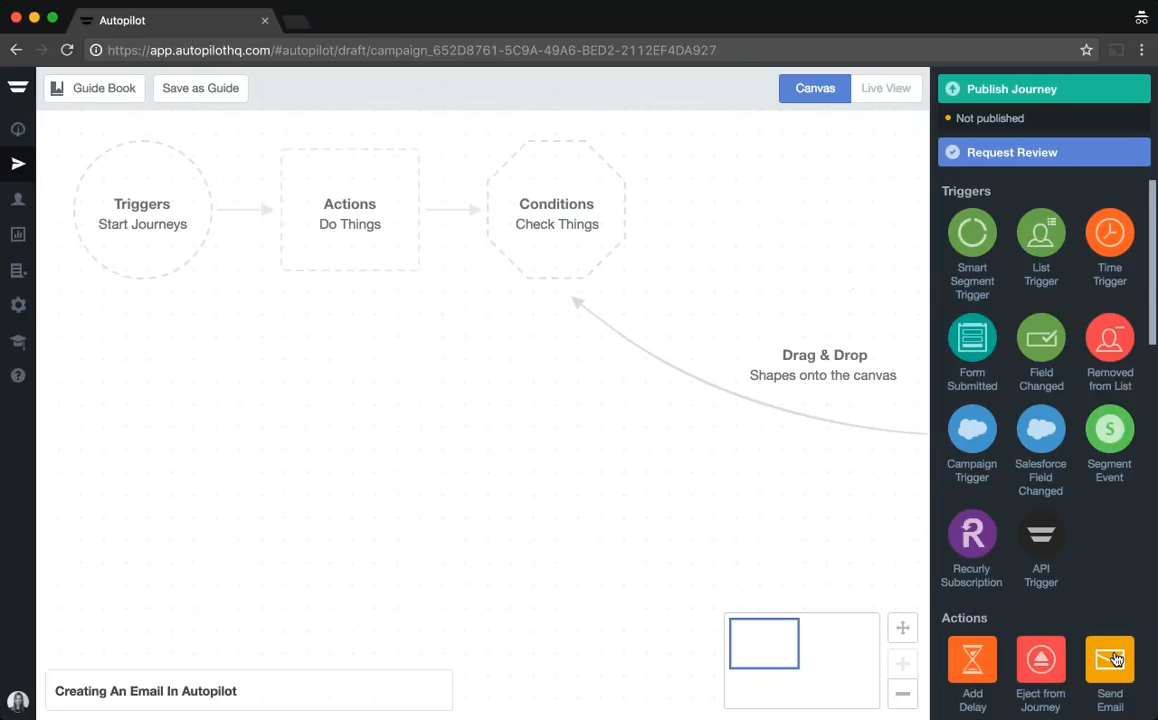 Autopilot
https://app.autopilothq.com/#autopilot/draft/campaign_652D8761-5C9A-49A6-BED2-2112EF4DA927
Guide Book
Save as Guide
Canvas
Live View
Publish Journey
Not published
Request Review
Triggers
Start Journeys
Actions
Do Things
Conditions
Check Things
Drag & Drop
Shapes onto the canvas
Triggers
Smart
Segment
Trigger
List
Trigger
Time
Trigger
Form
Submitted
Field
Changed
Removed
from List
Campaign
Trigger
Salesforce
Field
Changed
S
Segment
Event
R
Recurly
Subscription
API
Trigger
Actions
Add
Delay
Eject from
Journey
Send
Email
Creating An Email In Autopilot